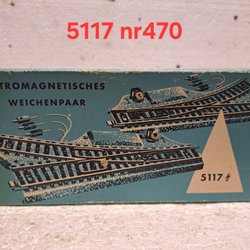 5117 nr470
TROMAGNETISCHES
WEICHENPAAR
5117